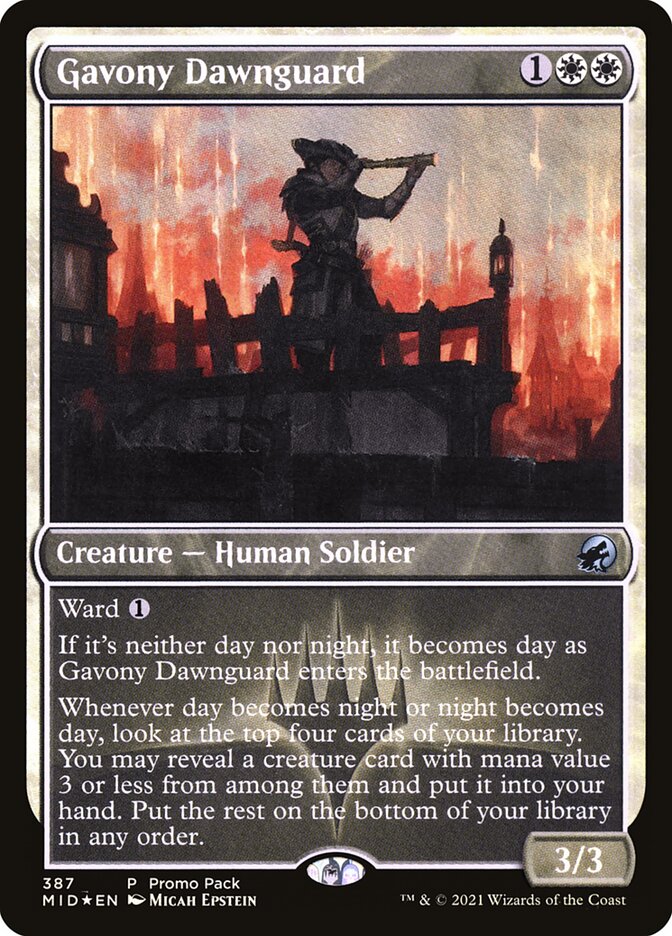 Gavony Dawnguard 1
Creature — Human Soldier
Ward 1
If it's neither day nor night, it becomes day as
Gavony Dawnguard enters the battlefield.
Whenever day becomes night or night becomes
day, look at the top four cards of your library.
You may reveal a creature card with mana value
3 or less from among them and put it into your
hand. Put the rest on the bottom of your library
in any order.
3/3
387 P Promo Pack
MID★EN Micah Epstein ™ & © 2021 Wizards of the Coast